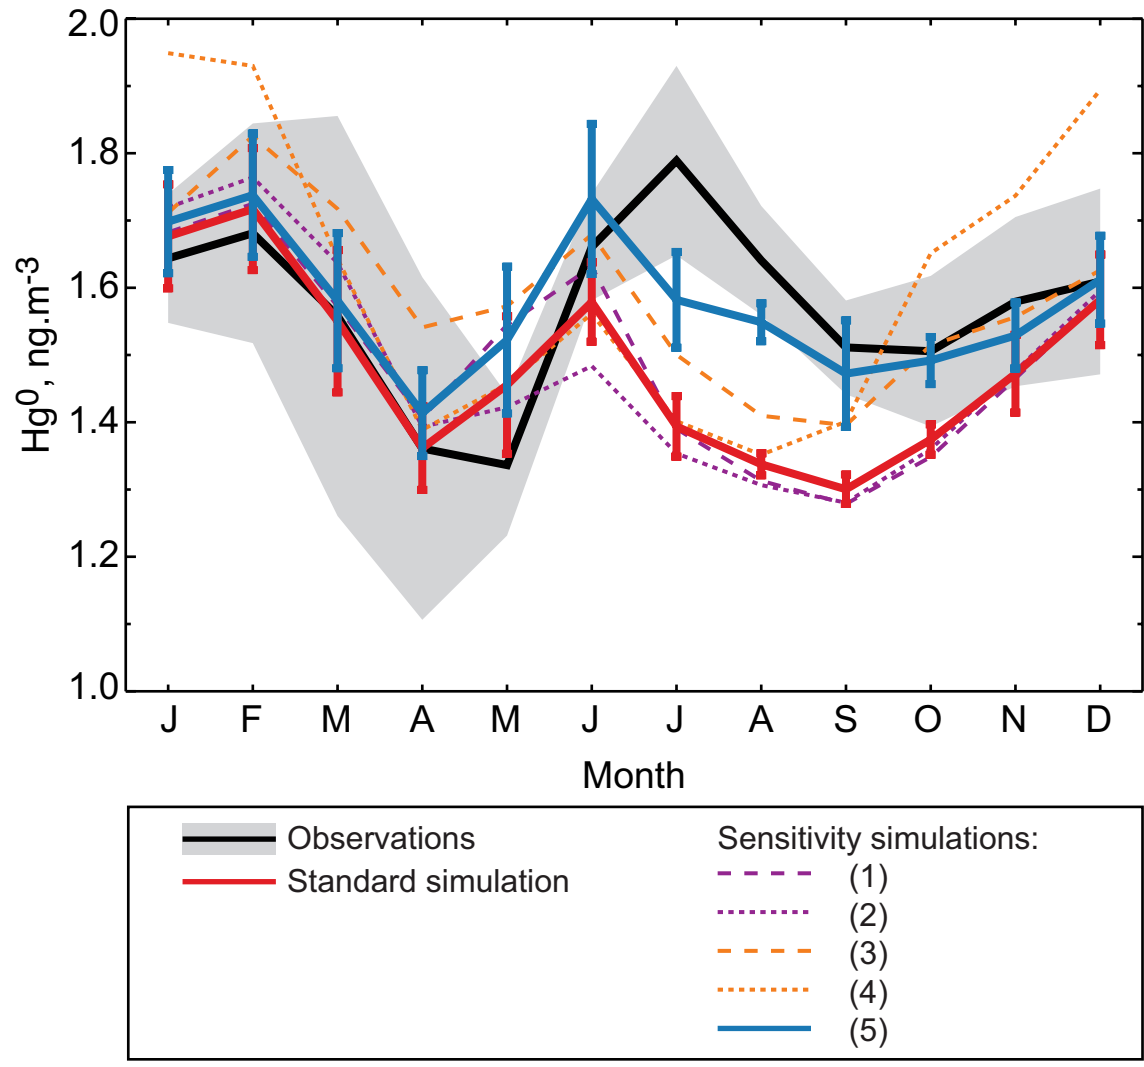 2.0
1.8
1.6
1.4
1.2
1.0
Hg⁰, ng.m⁻³
J F M A M J J A S O N D
Month
Observations
Standard simulation
Sensitivity simulations:
(1)
(2)
(3)
(4)
(5)